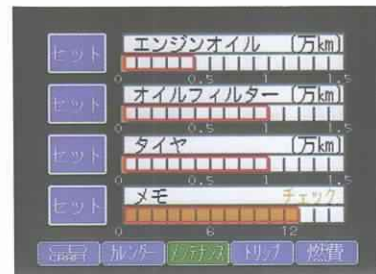 セット エンジンオイル (万km)
0 0.5 1 1.5
セット オイルフィルター (万km)
0 0.5 1 1.5
セット タイヤ (万km)
0 0.5 1 1.5
セット メモ チェック
0 6 12
カレンダー メンテナンス トリップ 燃費